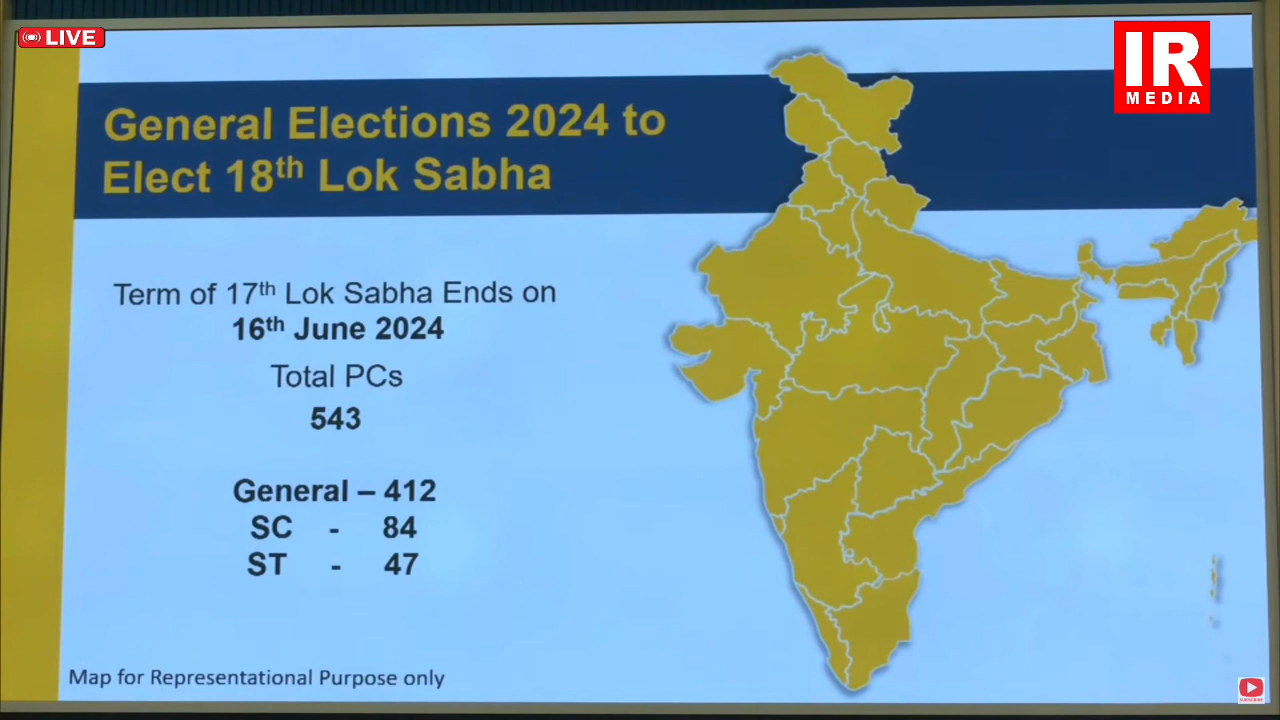 LIVE
IR
MEDIA
General Elections 2024 to
Elect 18th Lok Sabha
Term of 17th Lok Sabha Ends on
16th June 2024
Total PCs
543
General – 412
SC - 84
ST - 47
Map for Representational Purpose only
SUBSCRIBE